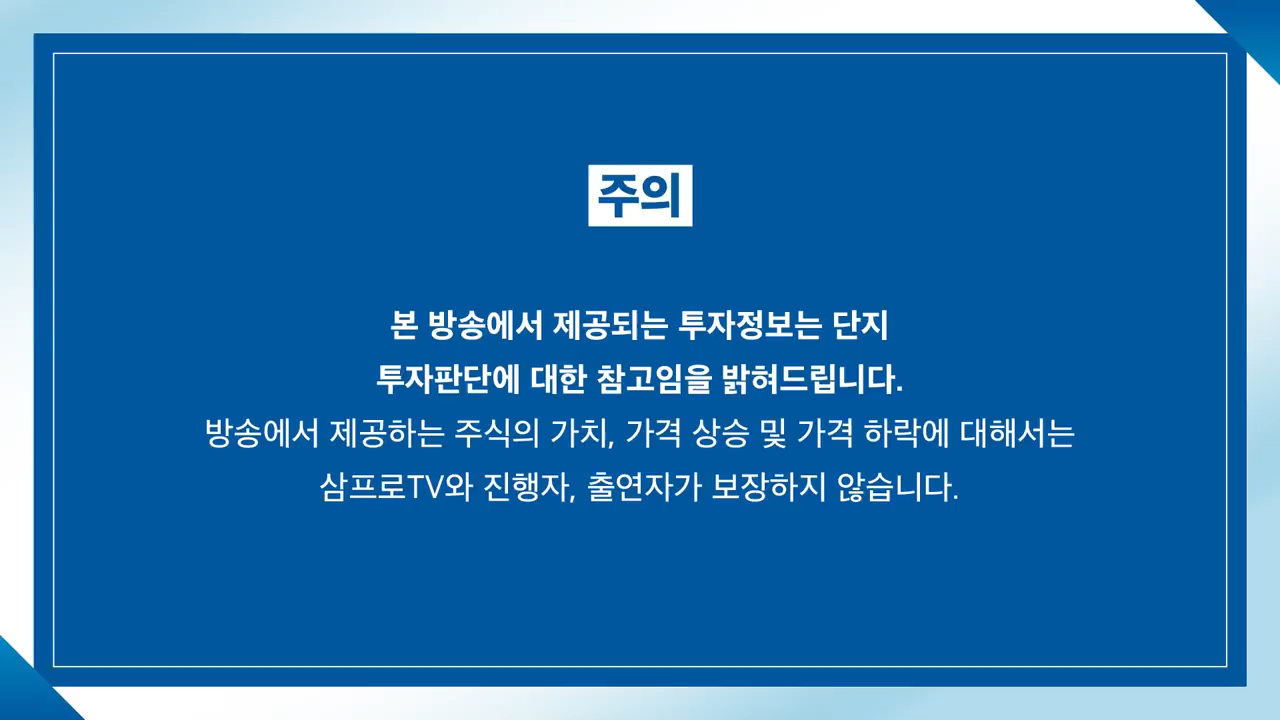 주의
본 방송에서 제공되는 투자정보는 단지
투자판단에 대한 참고임을 밝혀드립니다.
방송에서 제공하는 주식의 가치, 가격 상승 및 가격 하락에 대해서는
삼프로TV와 진행자, 출연자가 보장하지 않습니다.